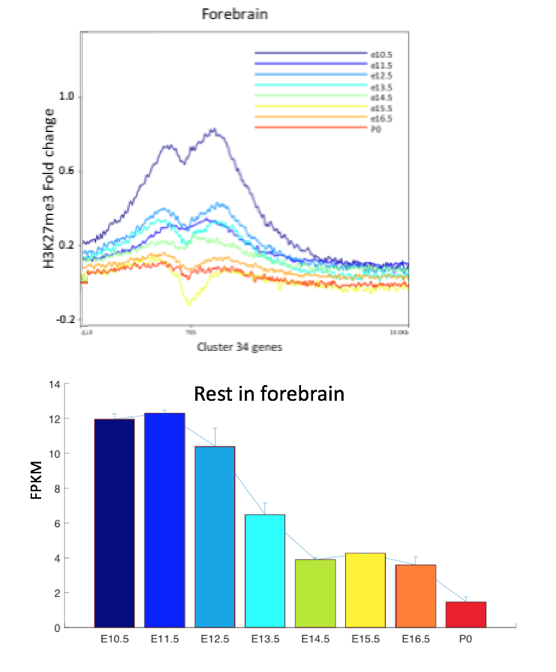 Forebrain
e10.5
e11.5
e12.5
e13.5
e14.5
e15.5
e16.5
P0
H3K27me3 Fold change
1.0
0.6
0.2
-0.2
TSS
10.0Kb
Cluster 34 genes
Rest in forebrain
FPKM
14
12
10
8
6
4
2
0
E10.5 E11.5 E12.5 E13.5 E14.5 E15.5 E16.5 P0